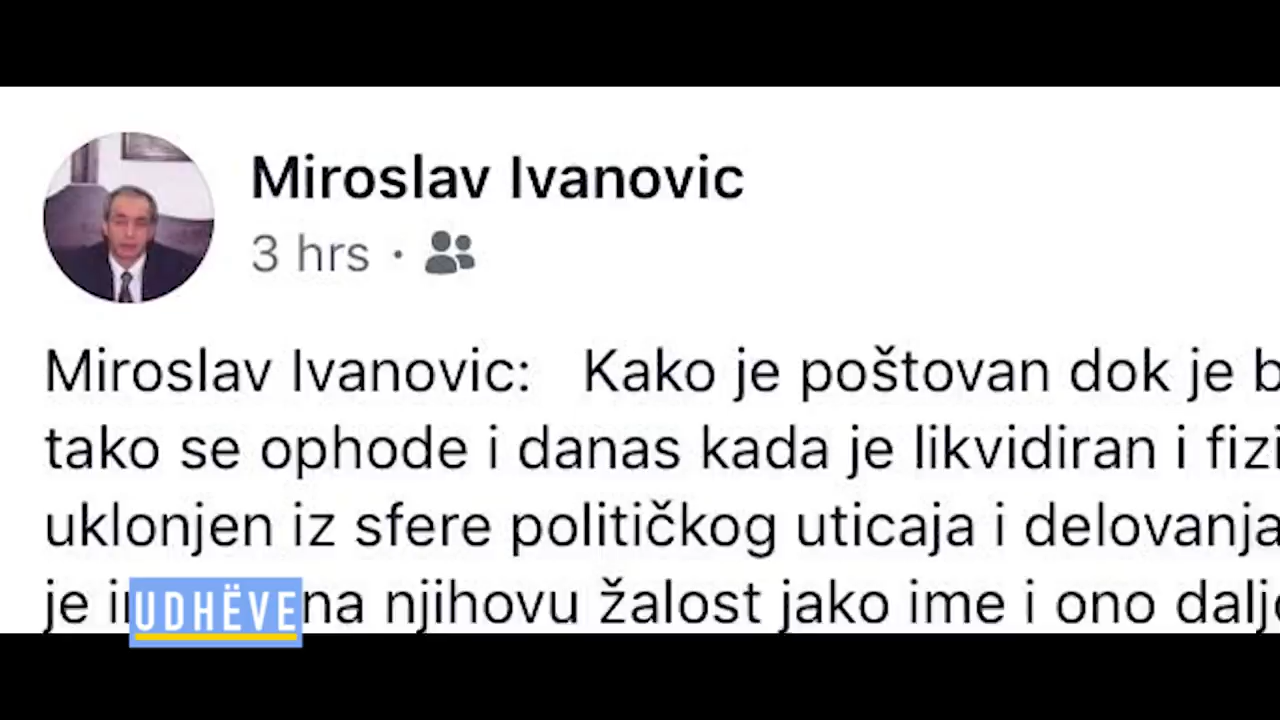 Miroslav Ivanovic
3 hrs ·
Miroslav Ivanovic: Kako je poštovan dok je
tako se ophode i danas kada je likvidiran i
uklonjen iz sfere političkog uticaja i delovanja
je na njihovu žalost jako ime i ono
UDHËVE